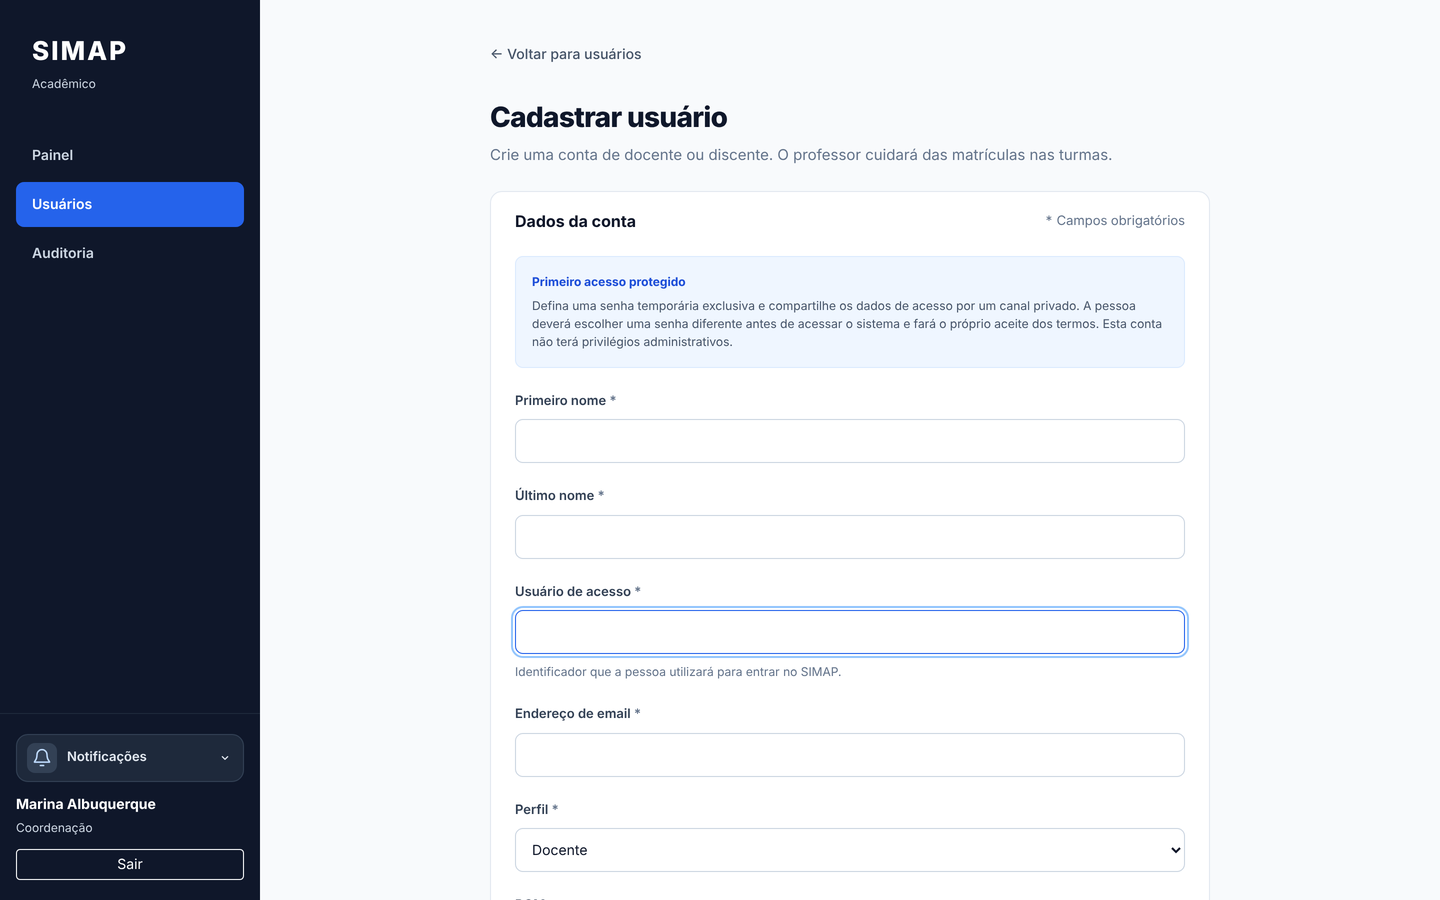 SIMAP
Acadêmico
Painel
Usuários
Auditoria
Notificações
Marina Albuquerque
Coordenação
Sair
← Voltar para usuários
Cadastrar usuário
Crie uma conta de docente ou discente. O professor cuidará das matrículas nas turmas.
Dados da conta
* Campos obrigatórios
Primeiro acesso protegido
Defina uma senha temporária exclusiva e compartilhe os dados de acesso por um canal privado. A pessoa
deverá escolher uma senha diferente antes de acessar o sistema e fará o próprio aceite dos termos. Esta conta
não terá privilégios administrativos.
Primeiro nome *
Último nome *
Usuário de acesso *
Identificador que a pessoa utilizará para entrar no SIMAP.
Endereço de email *
Perfil *
Docente